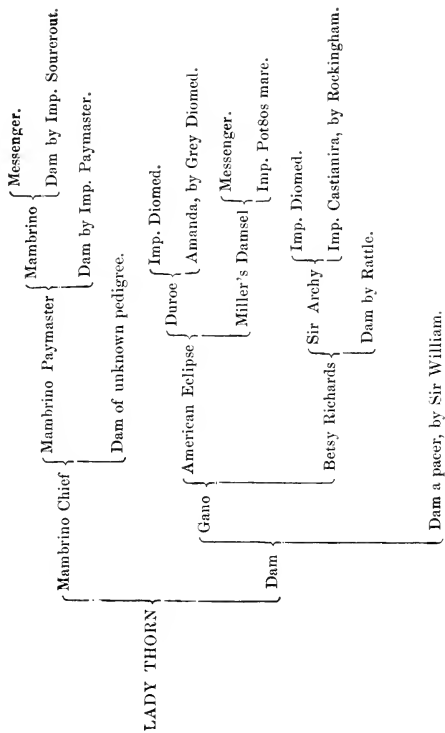 Messenger.
Mambrino
Dam by Imp. Sourerout.
Mambrino Paymaster
Dam by Imp. Paymaster.
Mambrino Chief
Dam of unknown pedigree.
LADY THORN
Imp. Diomed.
Duroe
Amanda, by Grey Diomed.
American Eclipse
Messenger.
Miller's Damsel
Imp. Pot8os mare.
Gano
Imp. Diomed.
Sir Archy
Imp. Castianira, by Rockingham.
Betsy Richards
Dam by Rattle.
Dam
Dam a pacer, by Sir William.